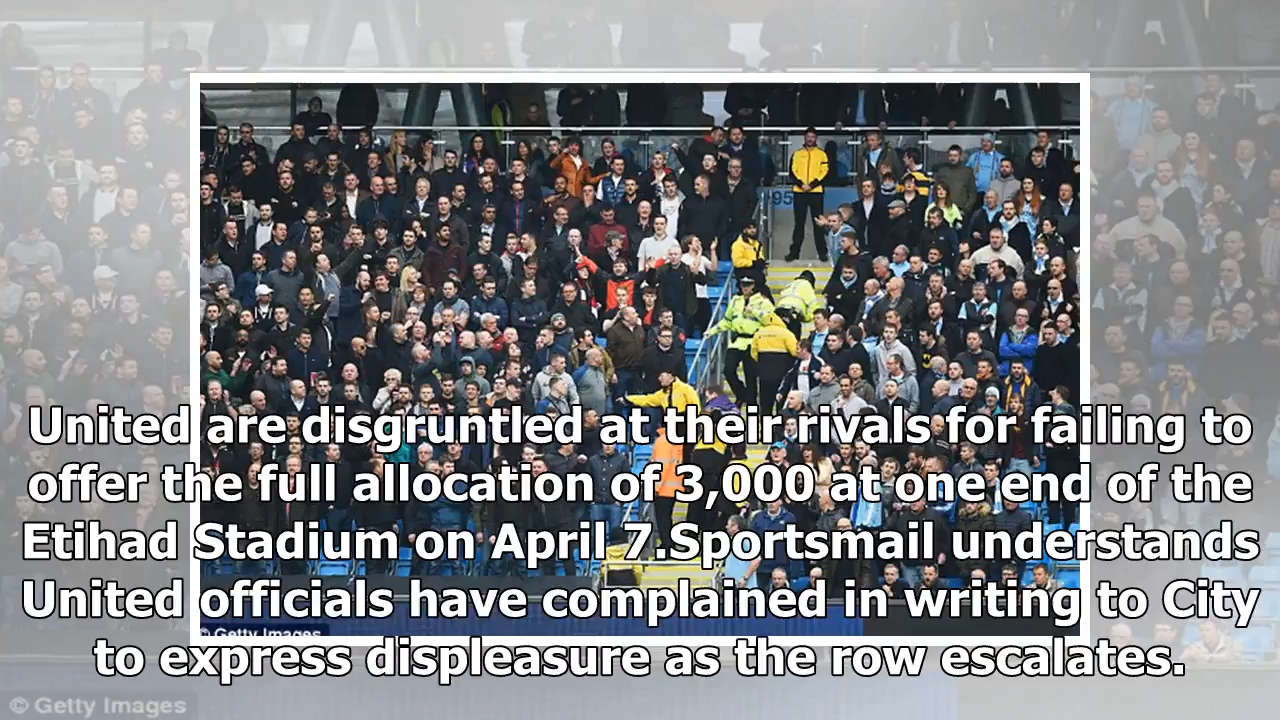 95
United are disgruntled at their rivals for failing to
offer the full allocation of 3,000 at one end of the
Etihad Stadium on April 7.Sportsmail understands
United officials have complained in writing to City
© Getty Images
to express displeasure as the row escalates.
© Getty Images